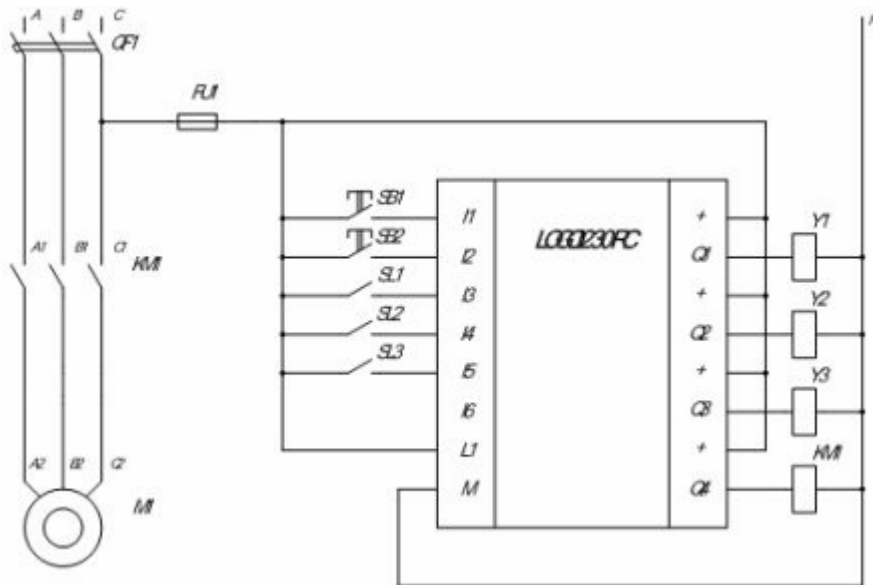 A B C
QF1
FU1
SB1
I1
+
SB2
I2
Q1
Y1
SL1
I3
+
SL2
I4
Q2
Y2
SL3
I5
+
I6
Q3
Y3
L1
+
M
Q4
KM1
A1 B1 C1
KM1
A2 B2 C2
M1